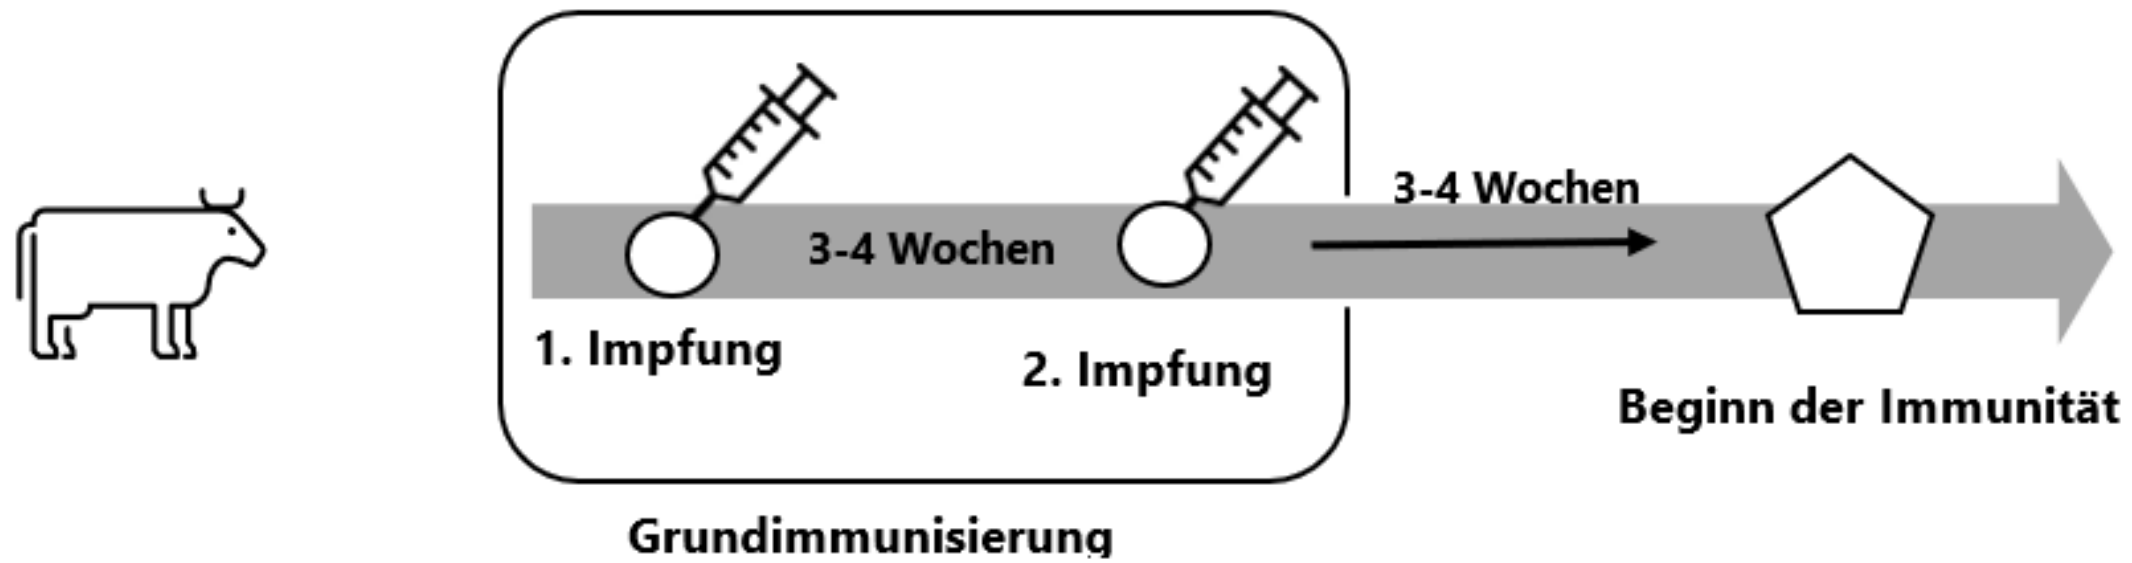 3-4 Wochen
3-4 Wochen
1. Impfung
2. Impfung
Beginn der Immunität
Grundimmunisierung